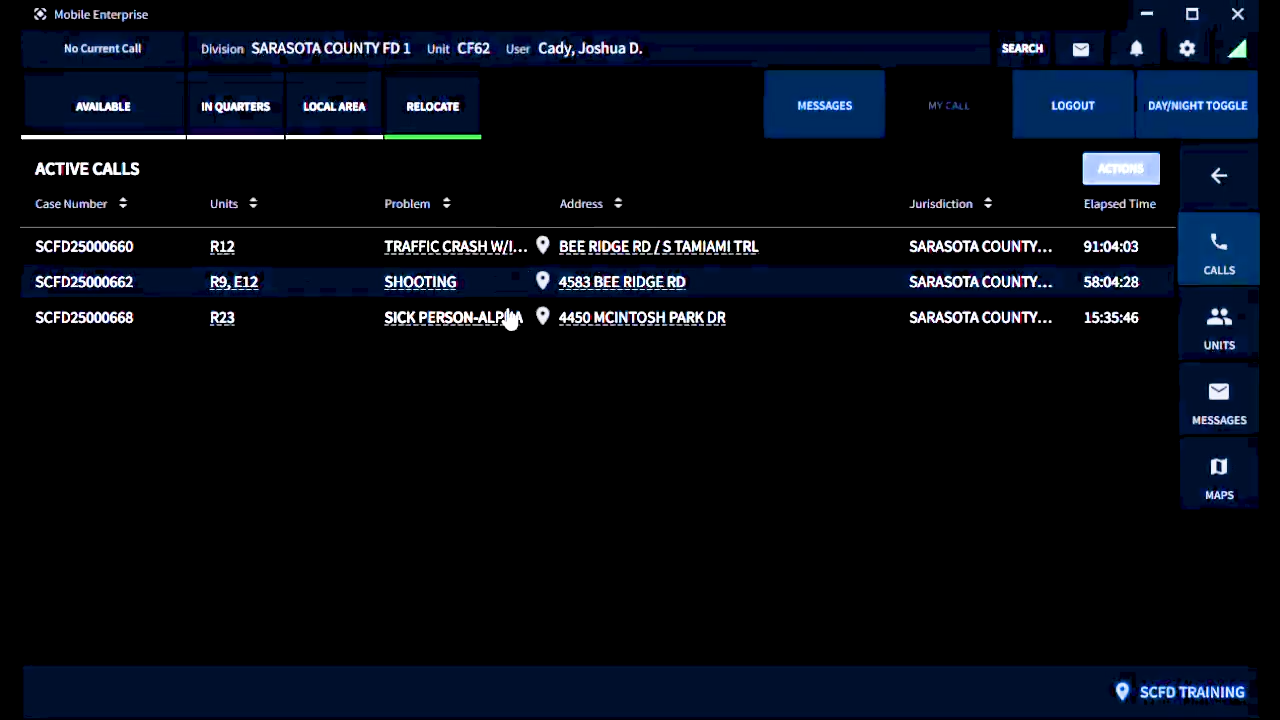 Mobile Enterprise
No Current Call
Division SARASOTA COUNTY FD 1 Unit CF62 User Cady, Joshua D.
SEARCH
AVAILABLE
IN QUARTERS
LOCAL AREA
RELOCATE
MESSAGES
MY CALL
LOGOUT
DAY/NIGHT TOGGLE
ACTIVE CALLS
ACTIONS
Case Number Units Problem Address Jurisdiction Elapsed Time
SCFD25000660 R12 TRAFFIC CRASH W/I... BEE RIDGE RD / S TAMIAMI TRL SARASOTA COUNTY... 91:04:03
SCFD25000662 R9, E12 SHOOTING 4583 BEE RIDGE RD SARASOTA COUNTY... 58:04:28
SCFD25000668 R23 SICK PERSON-ALPHA 4450 MCINTOSH PARK DR SARASOTA COUNTY... 15:35:46
CALLS
UNITS
MESSAGES
MAPS
SCFD TRAINING